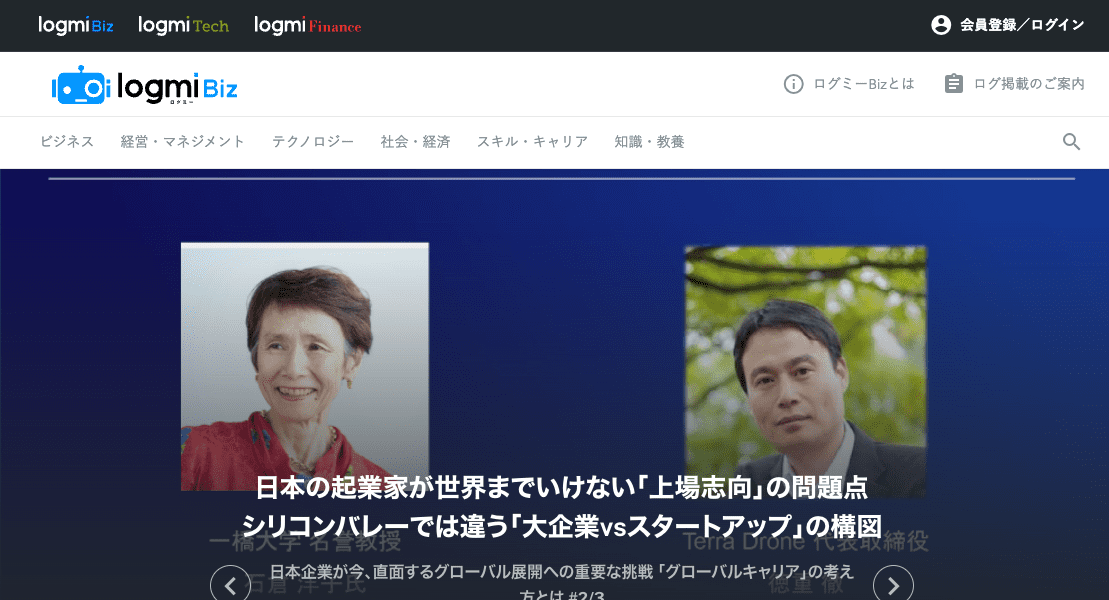 logmi Biz
logmi Tech
logmi Finance
会員登録／ログイン
logmi Biz
ログミー
ログミーBizとは
ログ掲載のご案内
ビジネス
経営・マネジメント
テクノロジー
社会・経済
スキル・キャリア
知識・教養
日本の起業家が世界までいけない「上場志向」の問題点
シリコンバレーでは違う「大企業vsスタートアップ」の構図
一橋大学 名誉教授
Terra Drone 代表取締役
日本企業が今、直面するグローバル展開への重要な挑戦 「グローバルキャリア」の考え
方とは #2/3
石倉 洋子氏
徳重 徹